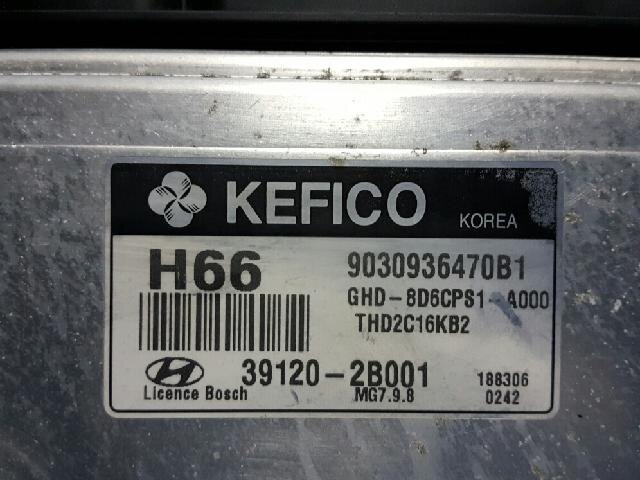 KEFICO KOREA
H66 9030936470B1
GHD-8D6CPS1-A000
THD2C16KB2
39120-2B001 188306
Licence Bosch MG7.9.8 0242